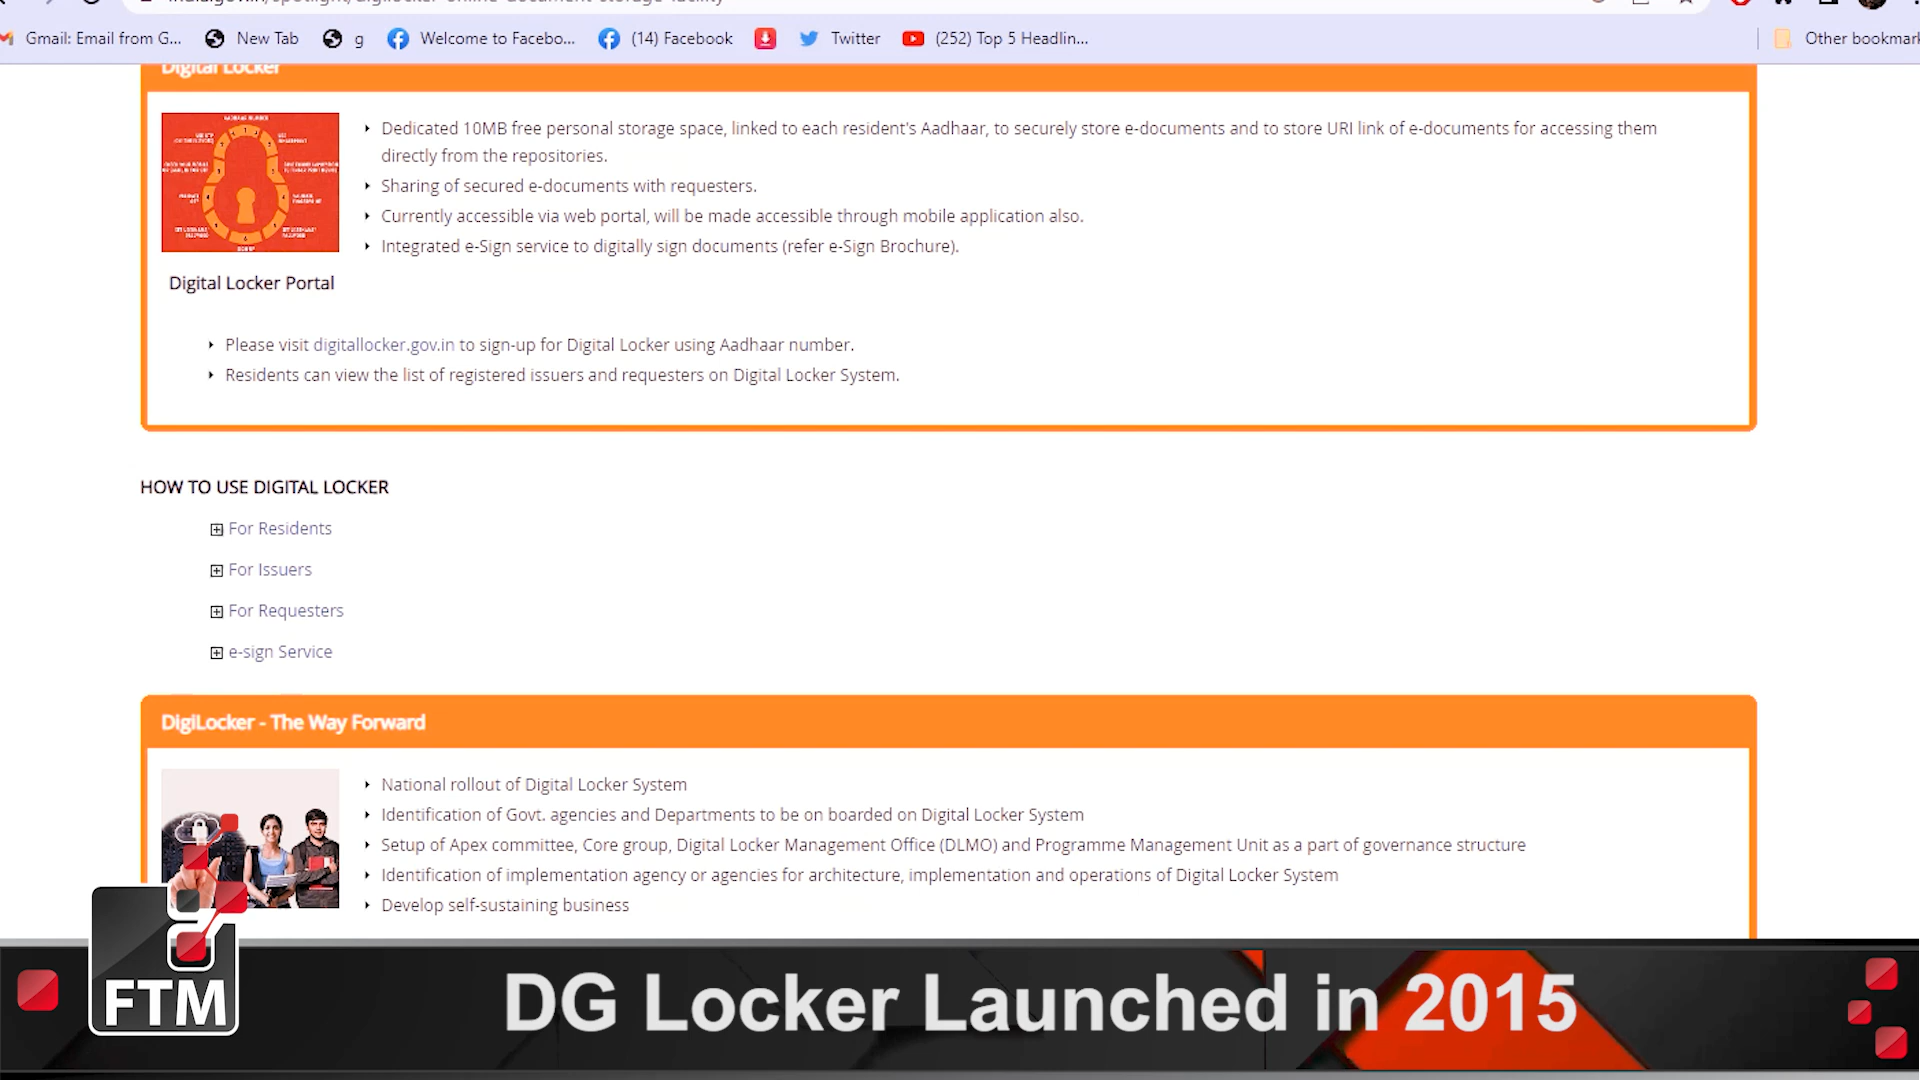 Gmail: Email from G...
New Tab
g
Welcome to Facebo...
(14) Facebook
Twitter
(252) Top 5 Headlin...
Other bookmark
Digital Locker
Dedicated 10MB free personal storage space, linked to each resident's Aadhaar, to securely store e-documents and to store URI link of e-documents for accessing them
directly from the repositories.
Sharing of secured e-documents with requesters.
Currently accessible via web portal, will be made accessible through mobile application also.
Integrated e-Sign service to digitally sign documents (refer e-Sign Brochure).
Digital Locker Portal
Please visit digitallocker.gov.in to sign-up for Digital Locker using Aadhaar number.
Residents can view the list of registered issuers and requesters on Digital Locker System.
HOW TO USE DIGITAL LOCKER
For Residents
For Issuers
For Requesters
e-sign Service
DigiLocker - The Way Forward
National rollout of Digital Locker System
Identification of Govt. agencies and Departments to be on boarded on Digital Locker System
Setup of Apex committee, Core group, Digital Locker Management Office (DLMO) and Programme Management Unit as a part of governance structure
Identification of implementation agency or agencies for architecture, implementation and operations of Digital Locker System
Develop self-sustaining business
FTM
DG Locker Launched in 2015